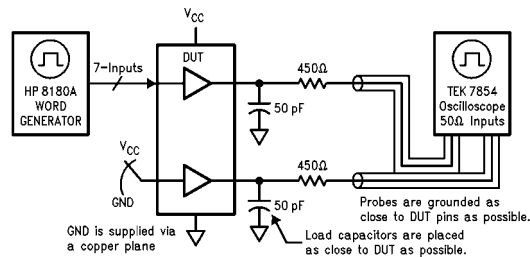 V_CC
HP 8180A
WORD
GENERATOR
7-Inputs
DUT
450Ω
50 pF
TEK 7854
Oscilloscope
50Ω Inputs
V_CC
GND
450Ω
50 pF
GND is supplied via
a copper plane
Load capacitors are placed
as close to DUT as possible.
Probes are grounded as
close to DUT pins as possible.